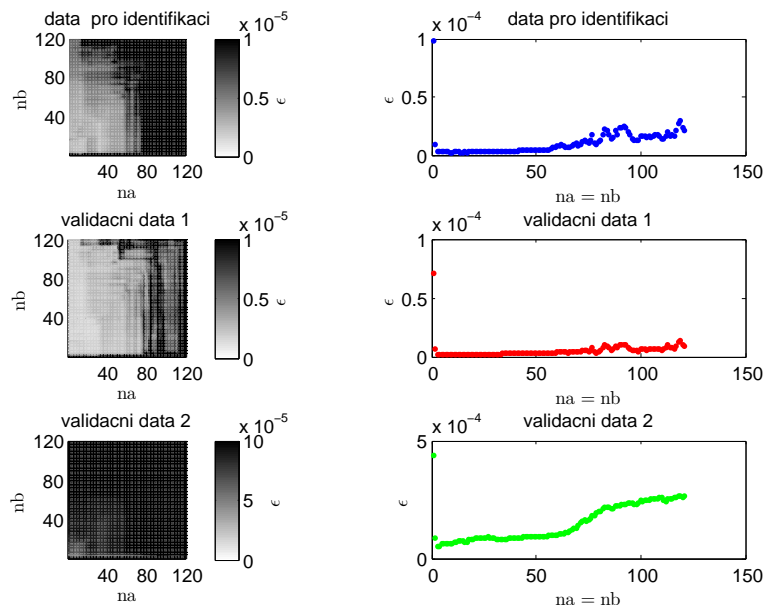 data pro identifikaci
x 10⁻⁵
120
80
40
nb
40 80 120
na
1
0.5
0
ϵ
data pro identifikaci
x 10⁻⁴
1
0.5
0
ϵ
0 50 100 150
na = nb
validacni data 1
x 10⁻⁵
120
80
40
nb
40 80 120
na
1
0.5
0
ϵ
validacni data 1
x 10⁻⁴
1
0.5
0
ϵ
0 50 100 150
na = nb
validacni data 2
x 10⁻⁵
120
80
40
nb
40 80 120
na
10
5
0
ϵ
validacni data 2
x 10⁻⁴
5
0
ϵ
0 50 100 150
na = nb